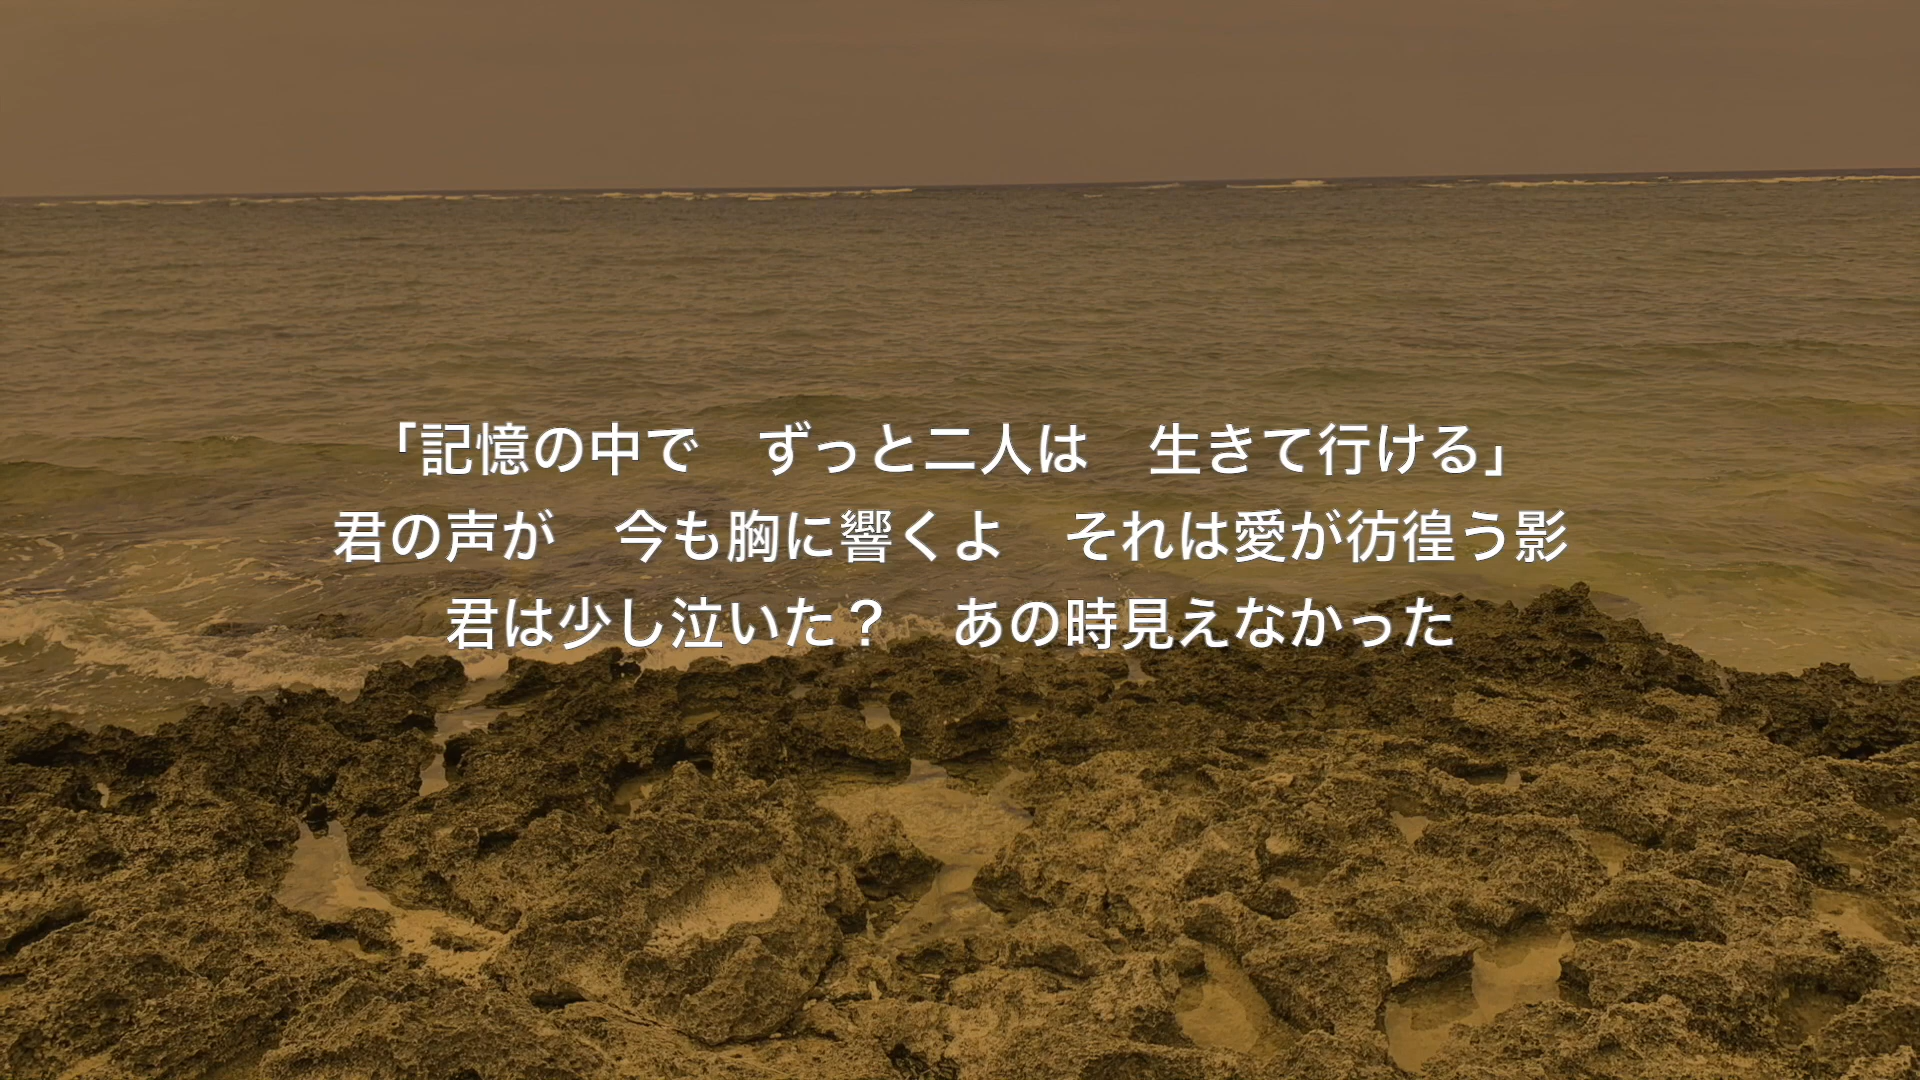 「記憶の中で　ずっと二人は　生きて行ける」
君の声が　今も胸に響くよ　それは愛が彷徨う影
君は少し泣いた？　あの時見えなかった